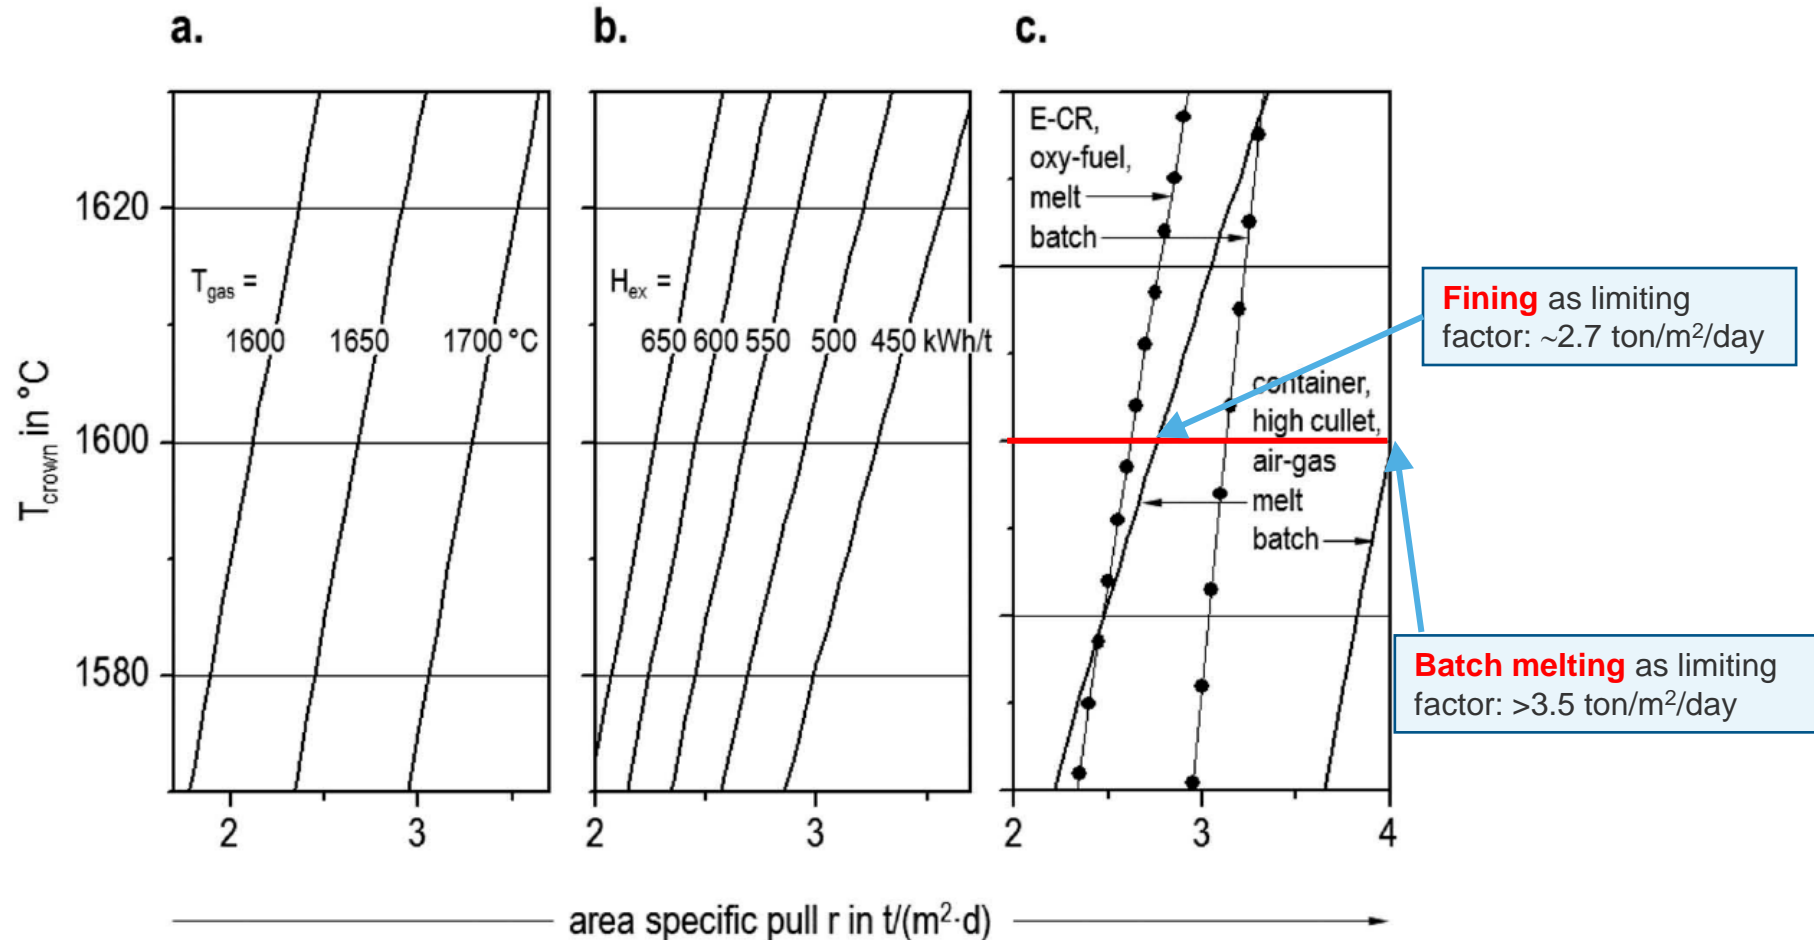 a.
b.
c.
T_crown in °C
1620
1600
1580
T_gas =
1600
1650
1700 °C
2
3
H_ex =
650
600
550
500
450 kWh/t
2
3
E-CR,
oxy-fuel,
melt
batch
container,
high cullet,
air-gas
melt
batch
2
3
4
Fining as limiting
factor: ~2.7 ton/m²/day
Batch melting as limiting
factor: >3.5 ton/m²/day
area specific pull r in t/(m²·d)